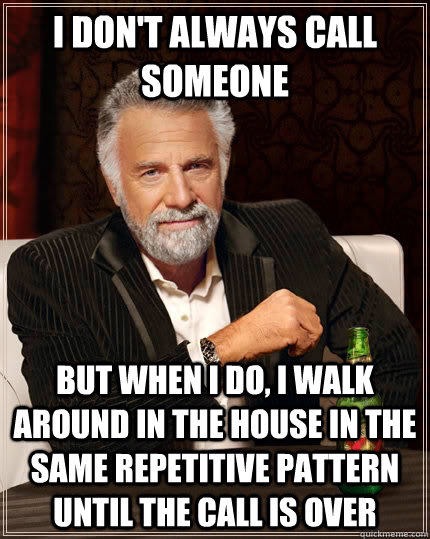 I DON'T ALWAYS CALL
SOMEONE
BUT WHEN I DO, I WALK
AROUND IN THE HOUSE IN THE
SAME REPETITIVE PATTERN
UNTIL THE CALL IS OVER
quickmeme.com